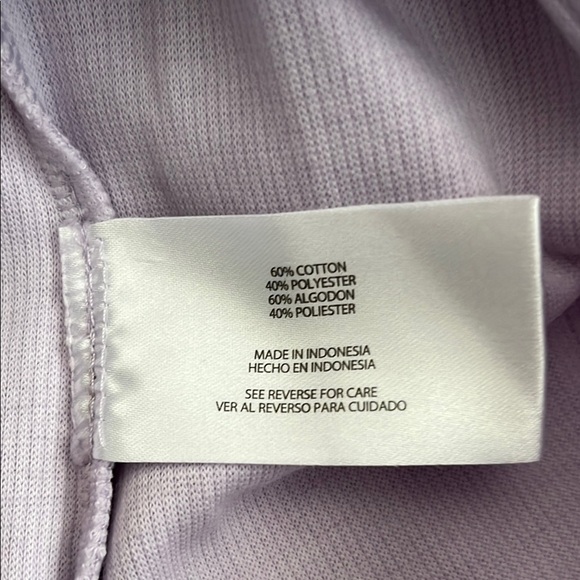 60% COTTON
40% POLYESTER
60% ALGODON
40% POLIESTER
MADE IN INDONESIA
HECHO EN INDONESIA
SEE REVERSE FOR CARE
VER AL REVERSO PARA CUIDADO